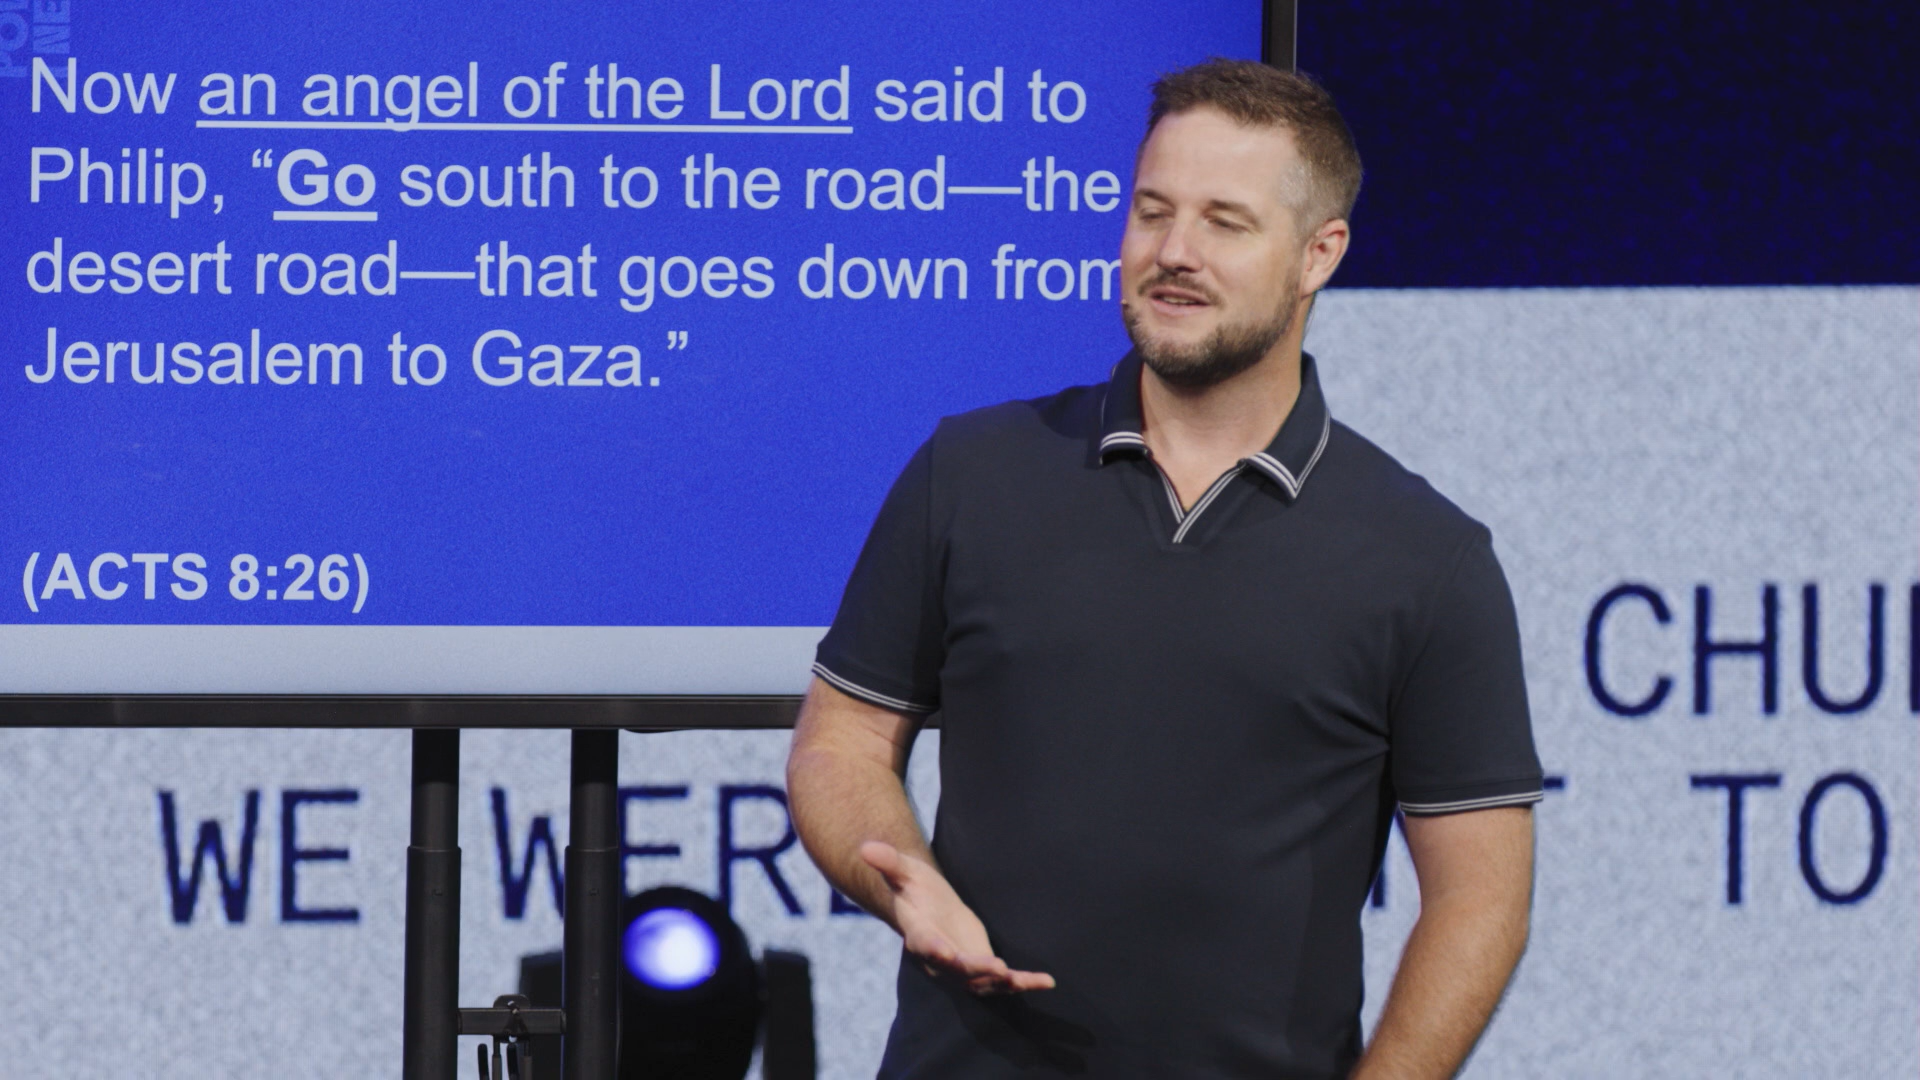 Now an angel of the Lord said to
Philip, “Go south to the road—the
desert road—that goes down from
Jerusalem to Gaza.”
(ACTS 8:26)
WE WERE TO